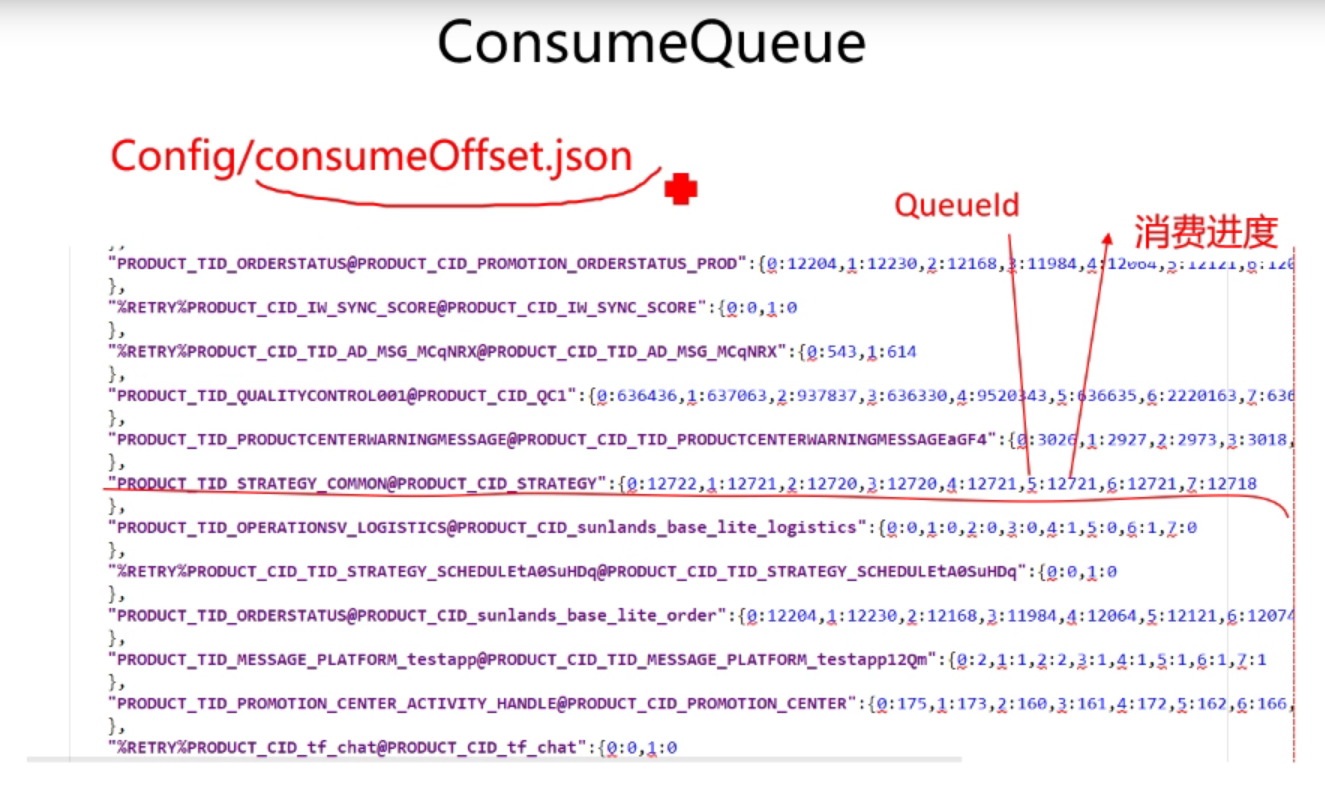 ConsumeQueue
Config/consumeOffset.json
QueueId
消费进度
},
"PRODUCT_TID_ORDERSTATUS@PRODUCT_CID_PROMOTION_ORDERSTATUS_PROD":{0:12204,1:12230,2:12168,3:11984,4:12064,5:12121,6:120
},
"%RETRY%PRODUCT_CID_IW_SYNC_SCORE@PRODUCT_CID_IW_SYNC_SCORE":{0:0,1:0
},
"%RETRY%PRODUCT_CID_TID_AD_MSG_MCqNRX@PRODUCT_CID_TID_AD_MSG_MCqNRX":{0:543,1:614
},
"PRODUCT_TID_QUALITYCONTROL001@PRODUCT_CID_QC1":{0:636436,1:637063,2:937837,3:636330,4:9520343,5:636635,6:2220163,7:636
},
"PRODUCT_TID_PRODUCTCENTERWARNINGMESSAGE@PRODUCT_CID_TID_PRODUCTCENTERWARNINGMESSAGEaGF4":{0:3026,1:2927,2:2973,3:3018,
},
"PRODUCT_TID_STRATEGY_COMMON@PRODUCT_CID_STRATEGY":{0:12722,1:12721,2:12720,3:12720,4:12721,5:12721,6:12721,7:12718
},
"PRODUCT_TID_OPERATIONSV_LOGISTICS@PRODUCT_CID_sunlands_base_lite_logistics":{0:0,1:0,2:0,3:0,4:1,5:0,6:1,7:0
},
"%RETRY%PRODUCT_CID_TID_STRATEGY_SCHEDULEtA0SuHDq@PRODUCT_CID_TID_STRATEGY_SCHEDULEtA0SuHDq":{0:0,1:0
},
"PRODUCT_TID_ORDERSTATUS@PRODUCT_CID_sunlands_base_lite_order":{0:12204,1:12230,2:12168,3:11984,4:12064,5:12121,6:12074
},
"PRODUCT_TID_MESSAGE_PLATFORM_testapp@PRODUCT_CID_TID_MESSAGE_PLATFORM_testapp12Qm":{0:2,1:1,2:2,3:1,4:1,5:1,6:1,7:1
},
"PRODUCT_TID_PROMOTION_CENTER_ACTIVITY_HANDLE@PRODUCT_CID_PROMOTION_CENTER":{0:175,1:173,2:160,3:161,4:172,5:162,6:166,
},
"%RETRY%PRODUCT_CID_tf_chat@PRODUCT_CID_tf_chat":{0:0,1:0